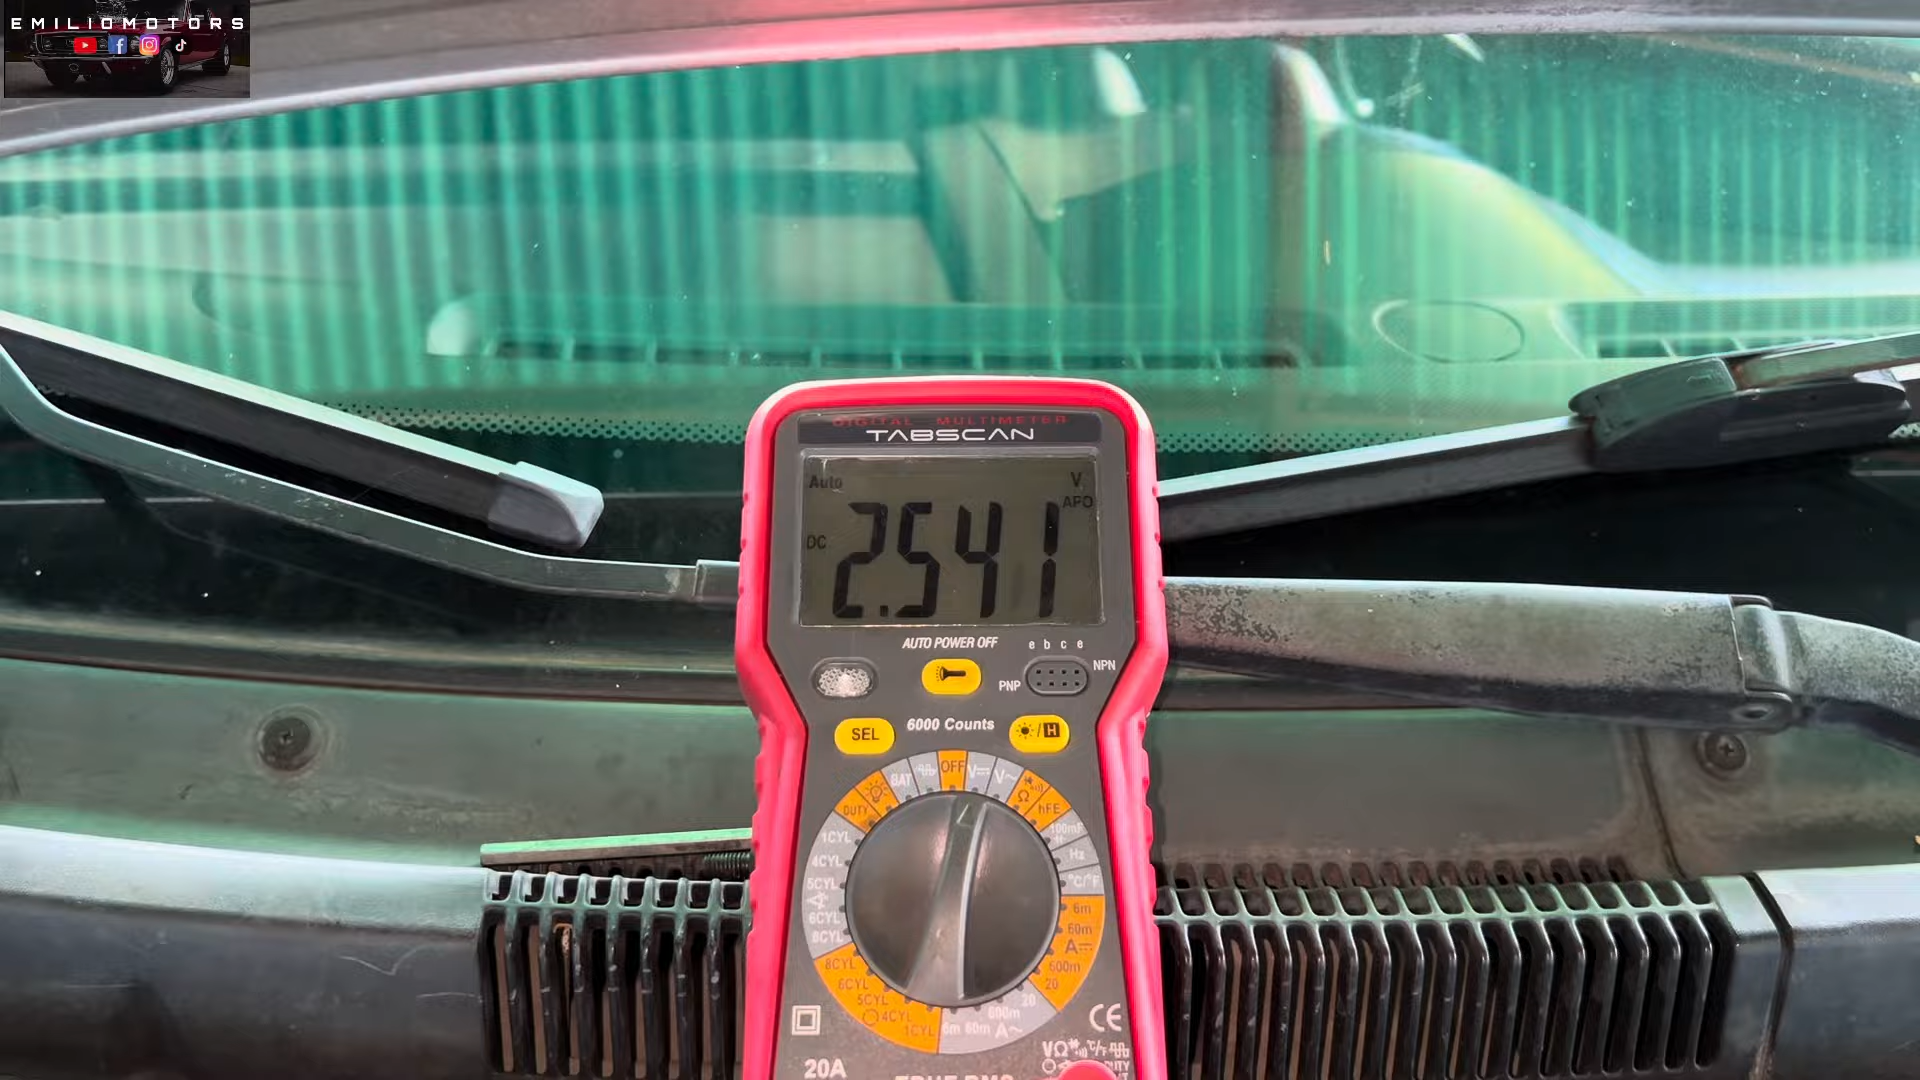 EMILIOMOTORS
DIGITAL MULTIMETER
TABSCAN
Auto
V
APO
DC
2.541
AUTO POWER OFF
e b c e
PNP
NPN
SEL
6000 Counts
/H
OFF
V
V~
BAT
Ω
hFE
DUTY
100mF
1CYL
Hz
4CYL
°C/°F
5CYL
6m
6CYL
60m
8CYL
A
8CYL
600m
6CYL
20
5CYL
20
4CYL
600m
1CYL
6m 60m A~
CE
20A
TRUE RMS